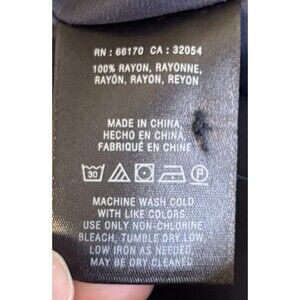 RN : 66170 CA : 32054
100% RAYON, RAYONNE,
RAYÓN, RAYON, REYON
MADE IN CHINA,
HECHO EN CHINA,
FABRIQUÉ EN CHINE
30
P
MACHINE WASH COLD
WITH LIKE COLORS,
USE ONLY NON-CHLORINE
BLEACH, TUMBLE DRY LOW,
LOW IRON AS NEEDED
MAY BE DRY CLEANED